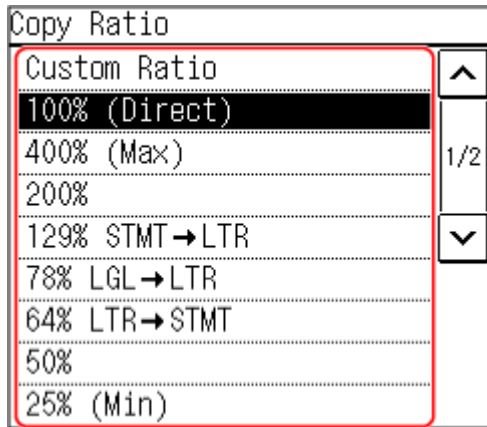 Copy Ratio
Custom Ratio
100% (Direct)
400% (Max)
1/2
200%
129% STMT→LTR
78% LGL→LTR
64% LTR→STMT
50%
25% (Min)